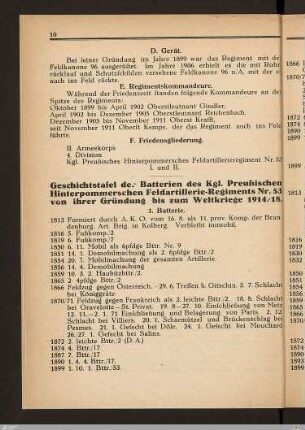 10
D. Gerät.
Bei seiner Gründung im Jahre 1899 war das Regiment mit der
Feldkanone 96 ausgerüstet. Im Jahre 1906 erhielt es die mit Rohr-
rücklauf und Schutzschildern versehene Feldkanone 96 n/A. mit der es
auch ins Feld rückte.
E. Regimentskommandeure.
Während der Friedenszeit standen folgende Kommandeure an der
Spitze des Regiments:
Oktober 1899 bis April 1902 Oberstleutnant Gimdler.
April 1902 bis Dezember 1905 Oberstleutnant Reichenbach.
Dezember 1905 bis November 1911 Oberst Krafft.
seit November 1911 Oberst Kempe, der das Regiment auch ins Feld
führte.
F. Friedensgliederung.
II. Armeekorps
4. Division
Kgl. Preußisches Hinterpommersches Feldartillerieregiment Nr. 53
I. und II.
Geschichtstafel der Batterien des Kgl. Preußischen
Hinterpommerschen Feldartillerie-Regiments Nr. 53
von ihrer Gründung bis zum Weltkriege 1914/18.
2. Batterie.
1813 Formiert durch A. K. O. vom 16. 8. als 11. prov. Komp. der Bran-
denburg. Art. Brig. in Kolberg. Verbleibt immobil.
1816 5. Fußkomp./2
1819 6. Fußkomp./2
1850 6. 11. Mobil als 6pfdge Bttr. Nr. 9
1851 1. Demobilmachung als 2 6pfdge Bttr./2
1854 20. 7. Mobilmachung der gesamten Artillerie.
1856 14. 4. Demobilmachung
1859 10. 3. 2. Haubitzbttr./2
1865 2 4pfdge Bttr. 2
1866 Feldzug gegen Österreich. – 29. 6. Treffen b. Gitschin. 3. 7. Schlacht
bei Königgrätz
1870/71 Feldzug gegen Frankreich als 2. leichte Bttr./2. 18. 8. Schlacht
bei Gravelotte–St. Privat. 19. 8.–27. 10. Einschließung von Metz
12. 11.–2. 1. 71 Einschließung und Belagerung von Paris. 2. 12.
Schlacht bei Villiers. 20. 1. Scharmützel und Brückenschlag bei
Pesmes. 21. 1. Gefecht bei Dôle. 24. 1. Gefecht bei Mouchard
26./27. 1. Gefecht bei Salins.
1872 2. leichte Bttr./2 (D. A.)
1874 4. Bttr./17
1887 2. Bttr./17
1890 1. 4. 4. Bttr./17.
1899 1. 10. 1. Bttr./53.